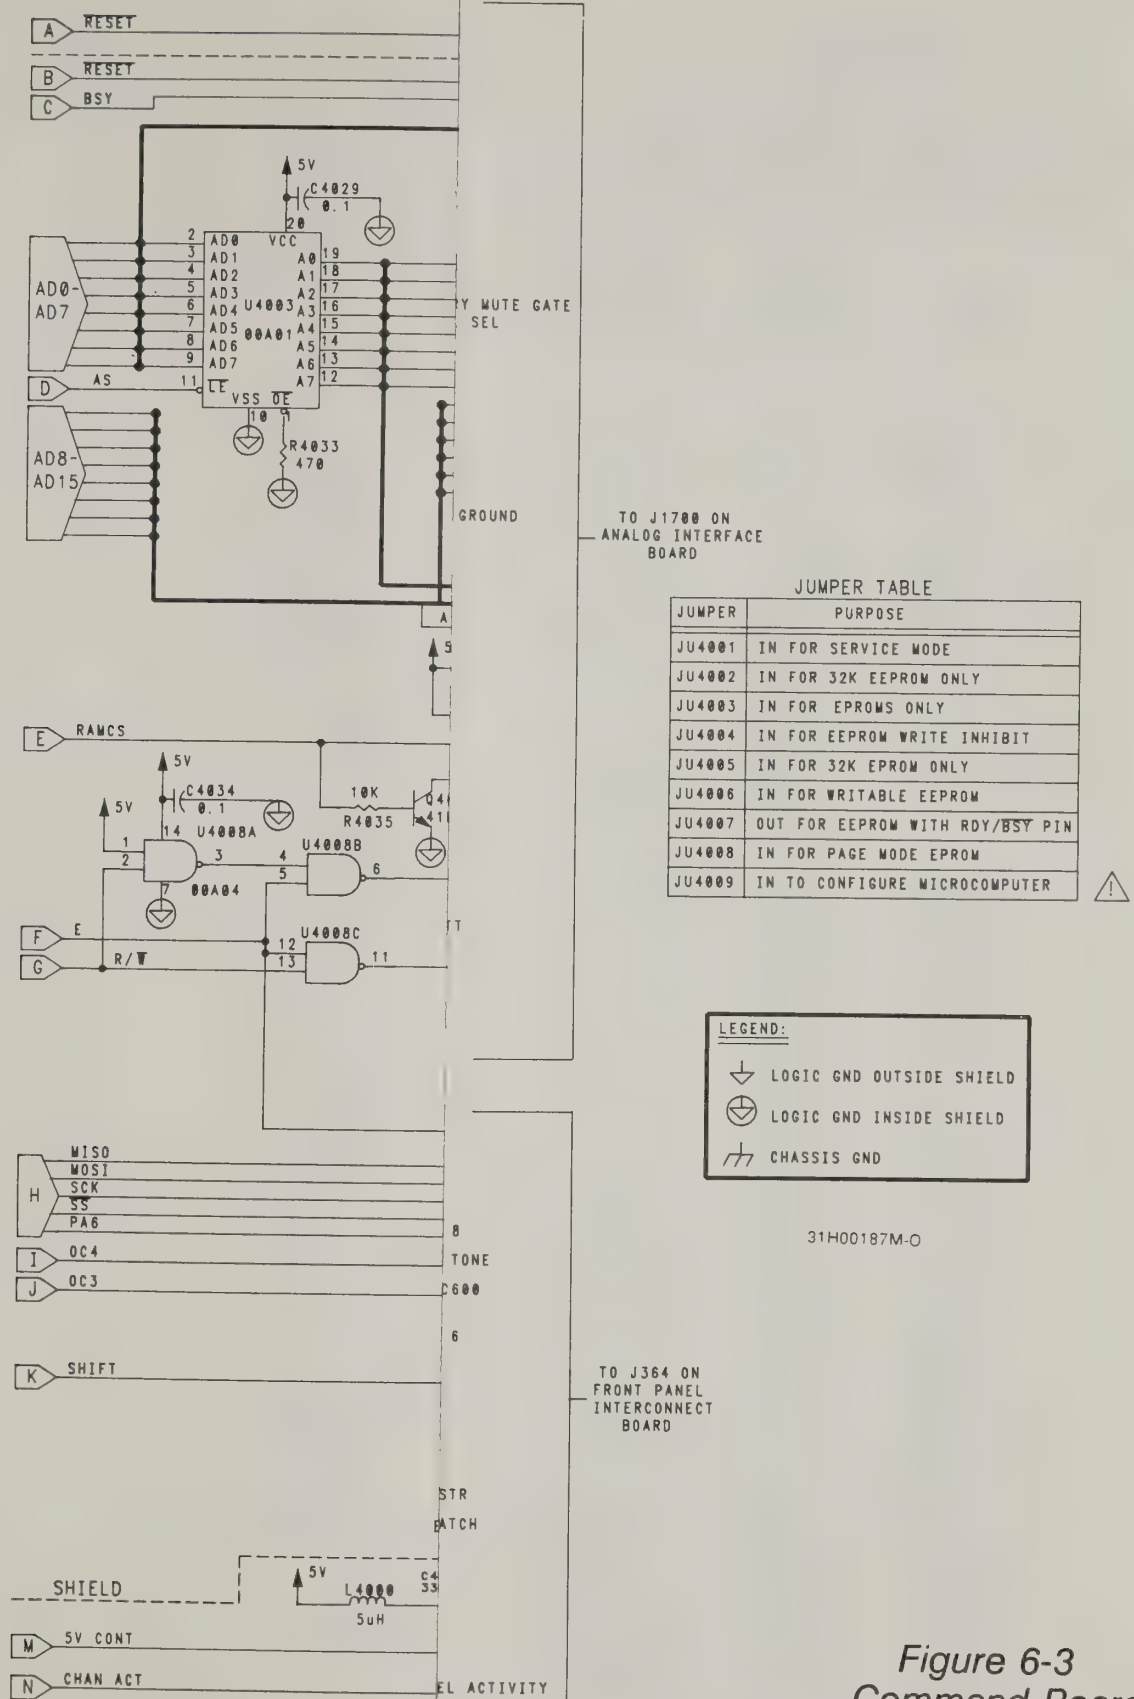 A RESET
B RESET
C BSY
5V
C4029
0.1
20
VCC
2 AD0
3 AD1
4 AD2
5 AD3
6 AD4
7 AD5
8 AD6
9 AD7
U4003
00A01
A0 19
A1 18
A2 17
A3 16
A4 15
A5 14
A6 13
A7 12
AD0-
AD7
D AS 11 LE
VSS OE
10 1
R4033
470
AD8-
AD15
Y MUTE GATE
SEL
GROUND
TO J1700 ON
ANALOG INTERFACE
BOARD
A
5
JUMPER TABLE
JUMPER PURPOSE
JU4001 IN FOR SERVICE MODE
JU4002 IN FOR 32K EEPROM ONLY
JU4003 IN FOR EPROMS ONLY
JU4004 IN FOR EEPROM WRITE INHIBIT
JU4005 IN FOR 32K EPROM ONLY
JU4006 IN FOR WRITABLE EEPROM
JU4007 OUT FOR EEPROM WITH RDY/BSY PIN
JU4008 IN FOR PAGE MODE EPROM
JU4009 IN TO CONFIGURE MICROCOMPUTER
!
E RAMCS
5V
C4034
0.1
5V
14 U4008A
1
2
3
7 00A04
10K
R4035
U4008B
4
5
6
F E
G R/W
U4008C
12
13
11
LEGEND:
LOGIC GND OUTSIDE SHIELD
LOGIC GND INSIDE SHIELD
CHASSIS GND
31H00187M-O
H
MISO
MOSI
SCK
SS
PA6
8
I OC4
TONE
J OC3
C600
6
K SHIFT
TO J364 ON
FRONT PANEL
INTERCONNECT
BOARD
STR
ATCH
SHIELD
5V
L4000
5uH
C4
33
M 5V CONT
N CHAN ACT
EL ACTIVITY
Figure 6-3